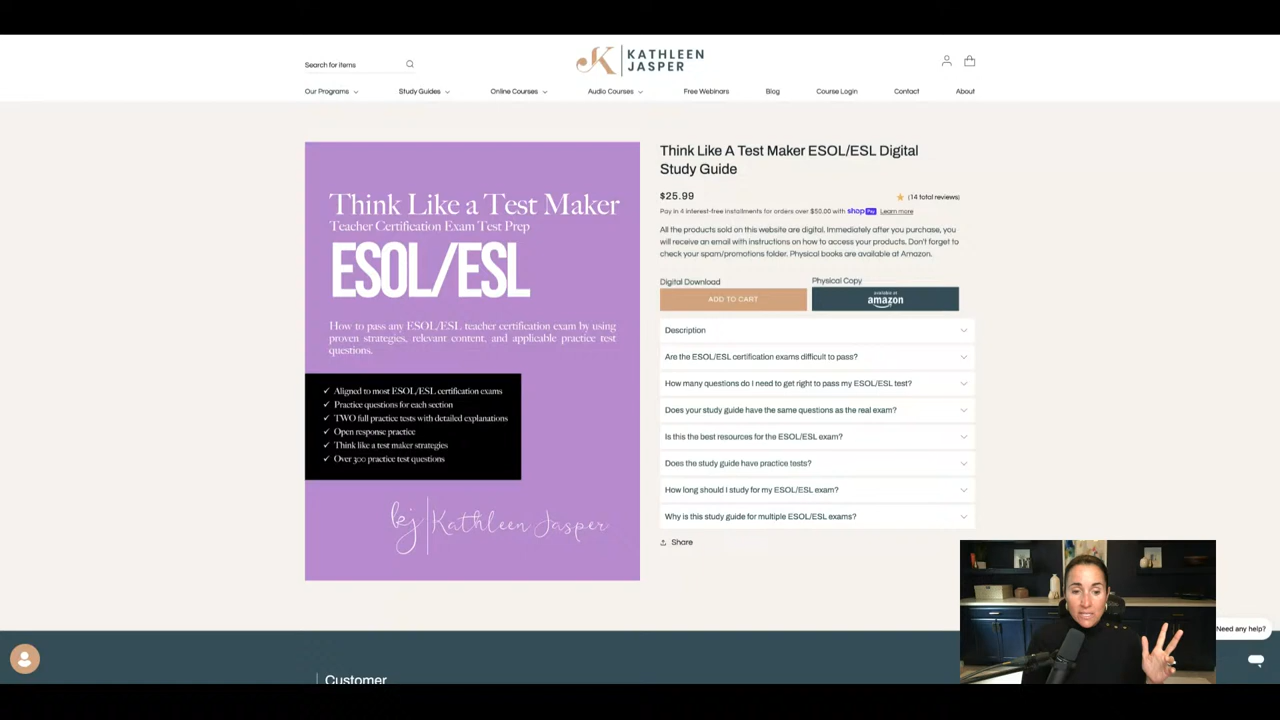 Search for items
KATHLEEN
JASPER
Our Programs
Study Guides
Online Courses
Audio Courses
Free Webinars
Blog
Course Login
Contact
About
Think Like a Test Maker
Teacher Certification Exam Test Prep
ESOL/ESL
How to pass any ESOL/ESL teacher certification exam by using
proven strategies, relevant content, and applicable practice test
questions.
✓ Aligned to most ESOL/ESL certification exams
✓ Practice questions for each section
✓ TWO full practice tests with detailed explanations
✓ Open response practice
✓ Think like a test maker strategies
✓ Over 300 practice test questions
kj Kathleen Jasper
Think Like A Test Maker ESOL/ESL Digital
Study Guide
$25.99
(14 total reviews)
Pay in 4 interest-free installments for orders over $50.00 with shop Pay Learn more
All the products sold on this website are digital. Immediately after you purchase, you
will receive an email with instructions on how to access your products. Don't forget to
check your spam/promotions folder. Physical books are available at Amazon.
Digital Download
Physical Copy
ADD TO CART
available at
amazon
Description
Are the ESOL/ESL certification exams difficult to pass?
How many questions do I need to get right to pass my ESOL/ESL test?
Does your study guide have the same questions as the real exam?
Is this the best resources for the ESOL/ESL exam?
Does the study guide have practice tests?
How long should I study for my ESOL/ESL exam?
Why is this study guide for multiple ESOL/ESL exams?
Share
Need any help?
Customer